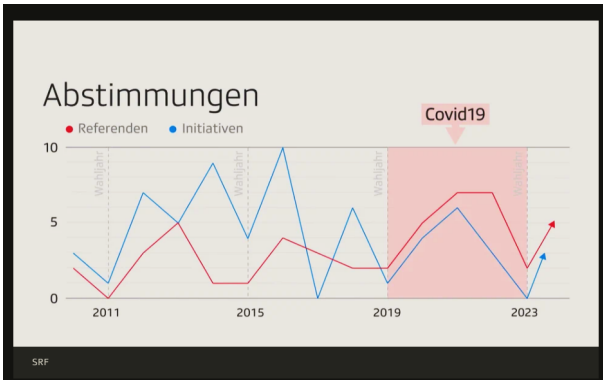 Abstimmungen
Covid19
Referenden Initiativen
10
Wahljahr Wahljahr Wahljahr Wahljahr
5
0
2011 2015 2019 2023
SRF